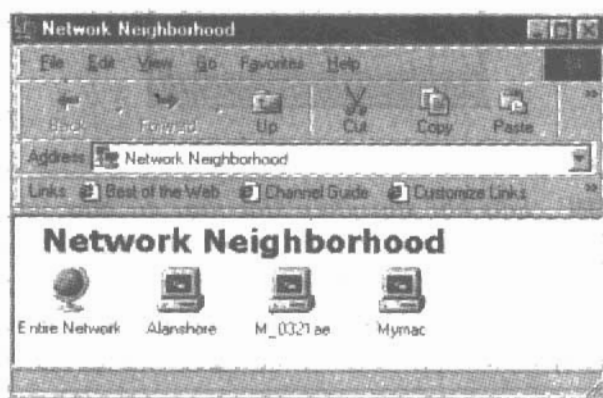 Network Neighborhood
File Edit View Go Favorites Help
Back Forward Up Cut Copy Paste »
Address Network Neighborhood
Links Best of the Web Channel Guide Customize Links »
Network Neighborhood
Entire Network Alanshore M_0321ae Mymac